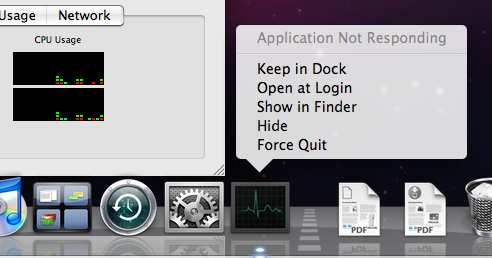 Usage
Network
CPU Usage
Application Not Responding
Keep in Dock
Open at Login
Show in Finder
Hide
Force Quit
PDF
PDF